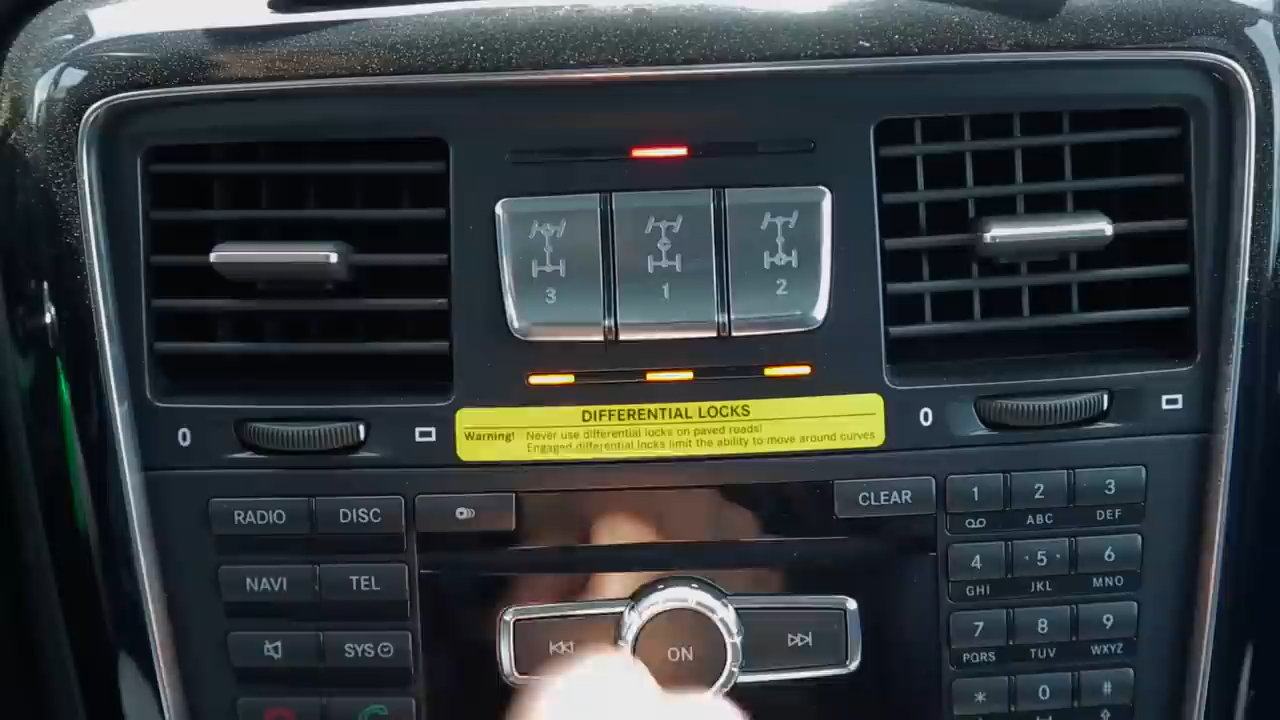 3 1 2
DIFFERENTIAL LOCKS
Warning! Never use differential locks on paved roads!
Engaged differential locks limit the ability to move around curves
0
0
RADIO DISC
CLEAR
1 2 3
ABC DEF
NAVI TEL
4 5 6
GHI JKL MNO
SYS
ON
7 8 9
PQRS TUV WXYZ
* 0 #